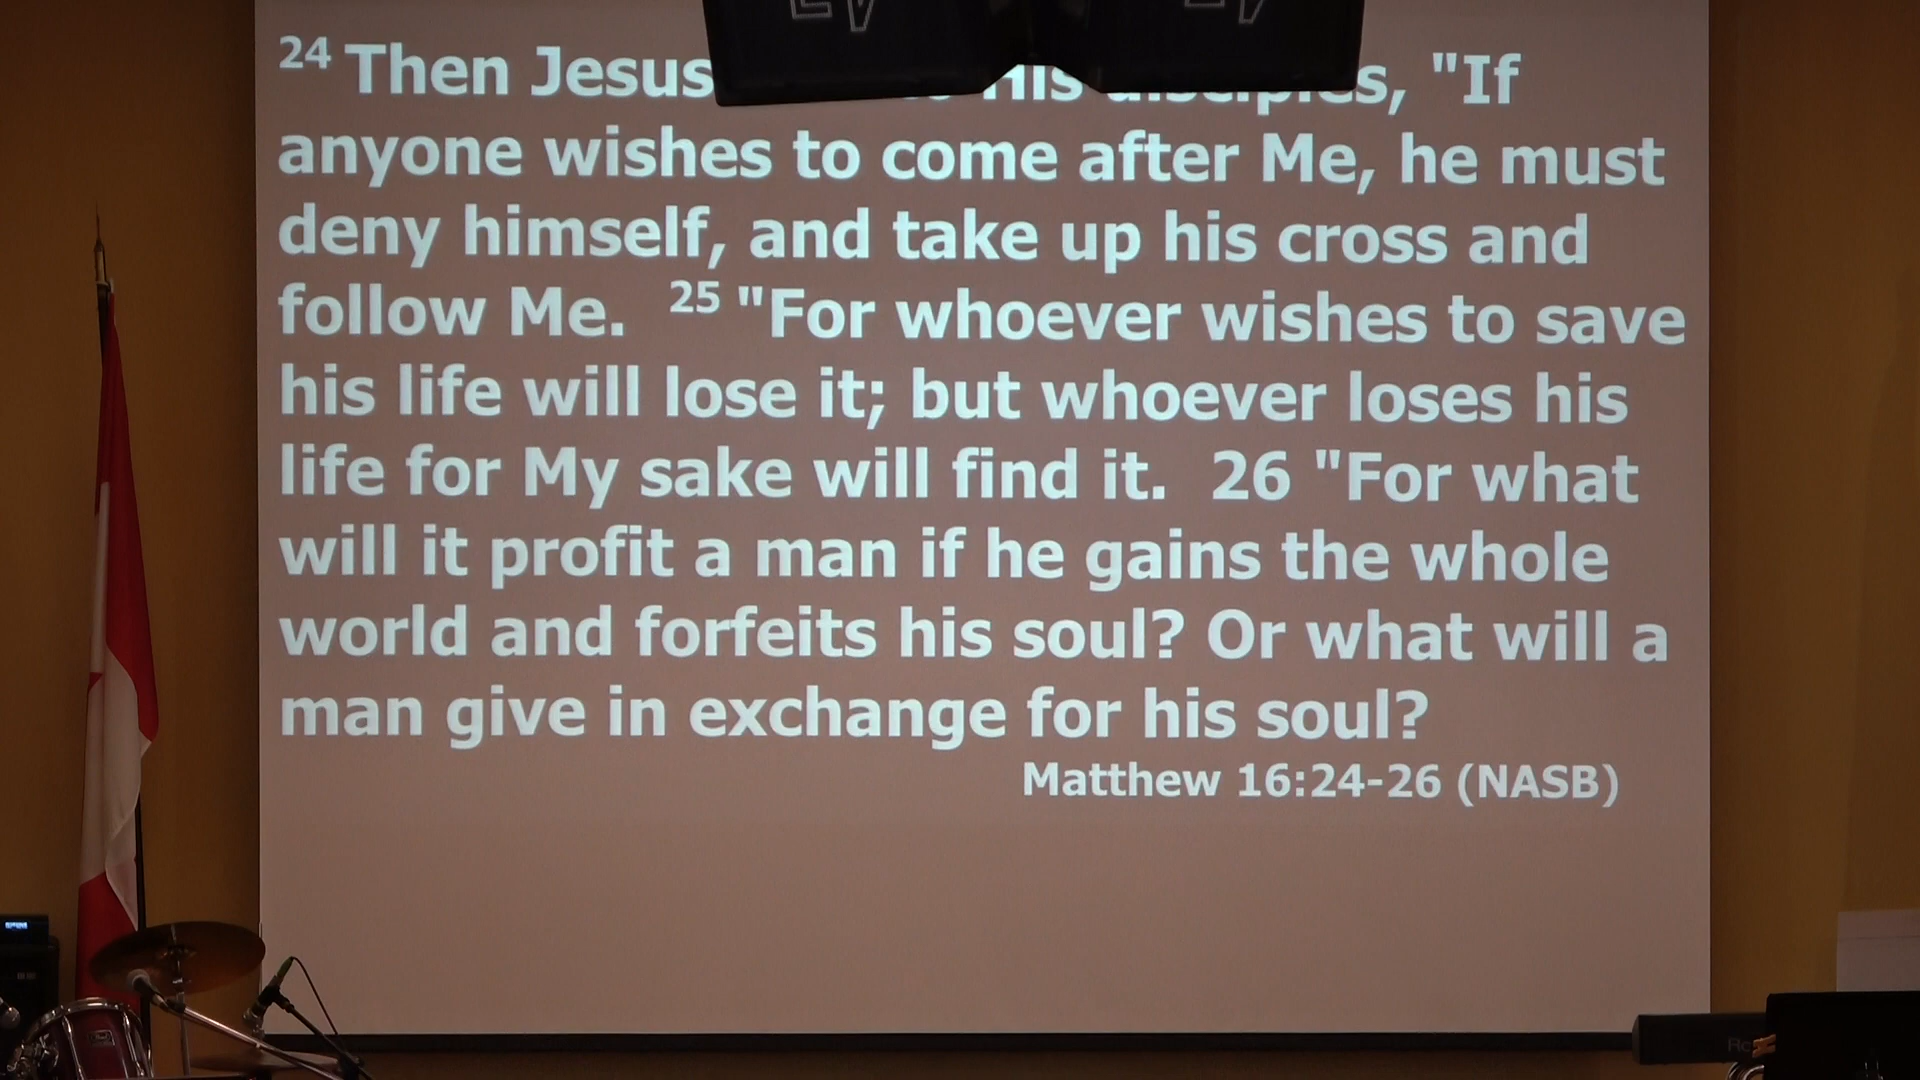 24 Then Jesus His disciples, "If
anyone wishes to come after Me, he must
deny himself, and take up his cross and
follow Me. 25 "For whoever wishes to save
his life will lose it; but whoever loses his
life for My sake will find it. 26 "For what
will it profit a man if he gains the whole
world and forfeits his soul? Or what will a
man give in exchange for his soul?
Matthew 16:24-26 (NASB)